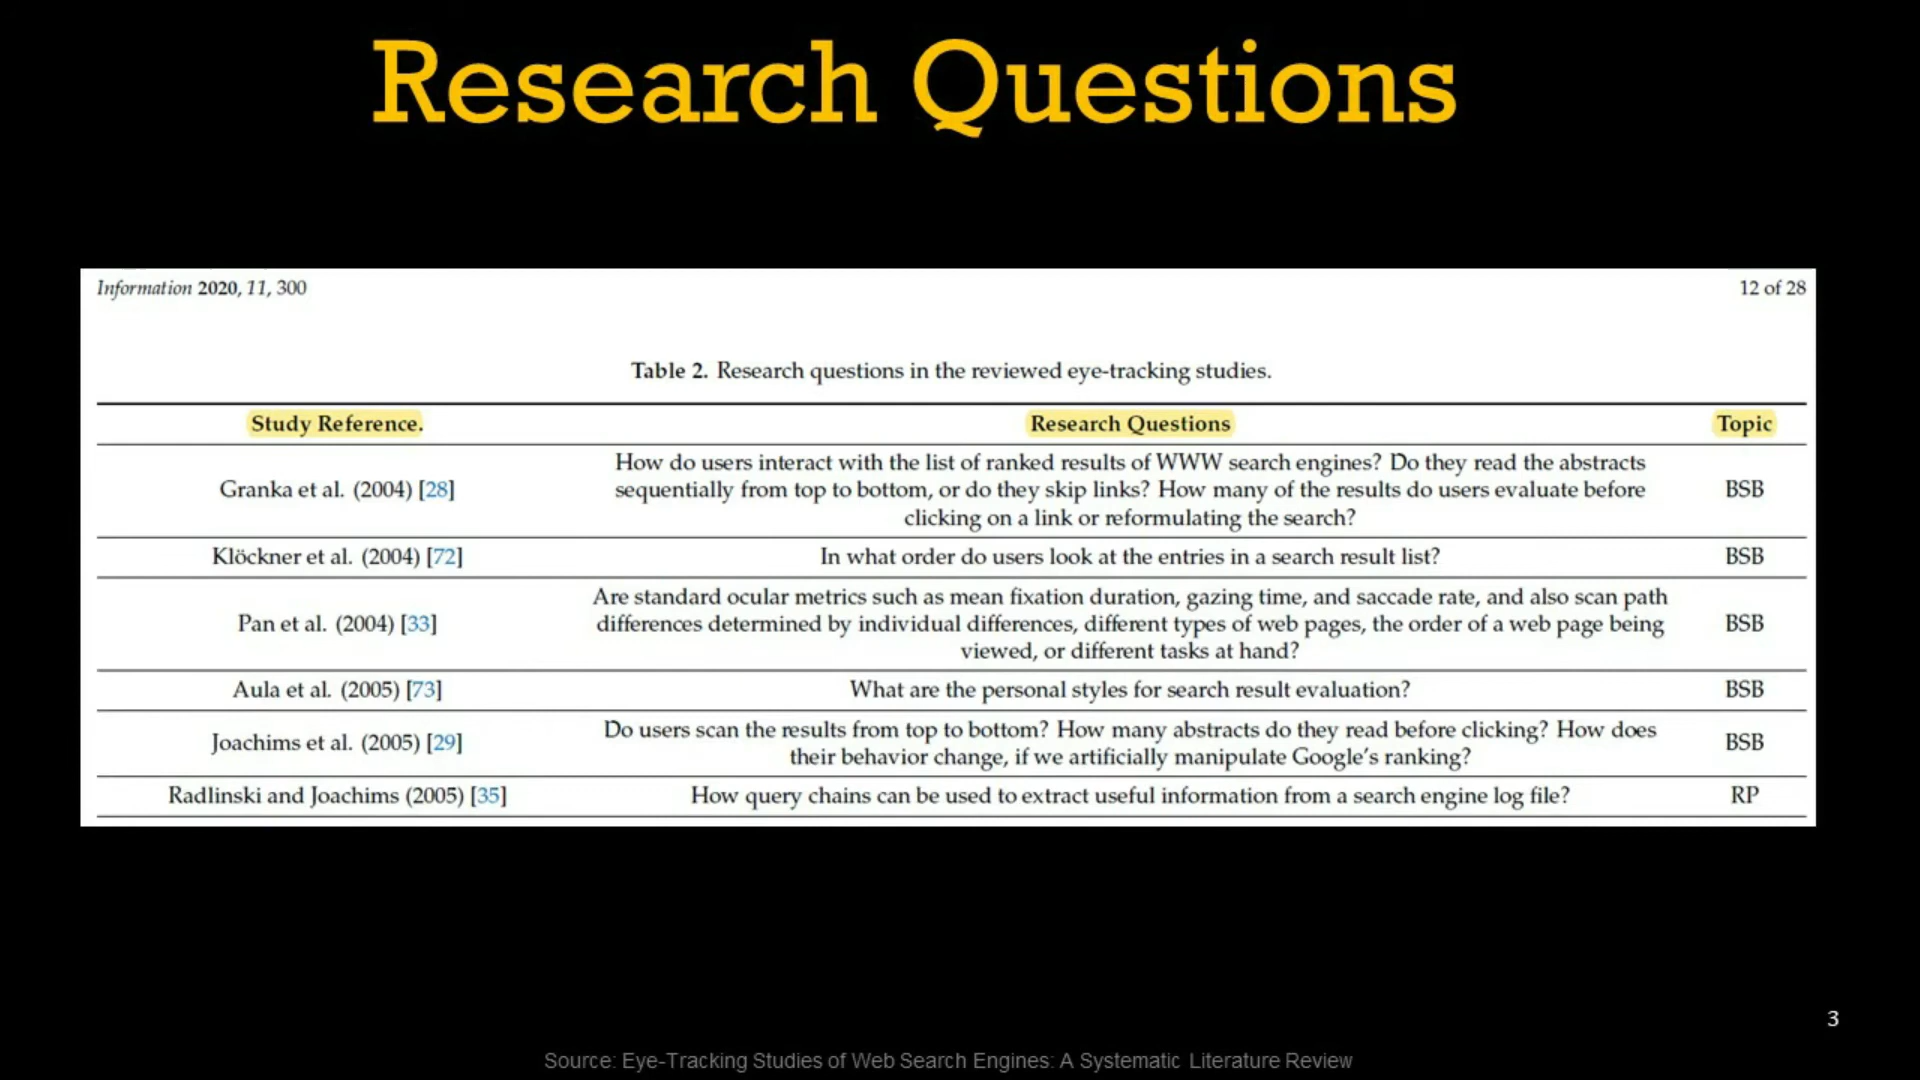 Research Questions
Information 2020, 11, 300
12 of 28
Table 2. Research questions in the reviewed eye-tracking studies.
Study Reference.
Research Questions
Topic
Granka et al. (2004) [28]
How do users interact with the list of ranked results of WWW search engines? Do they read the abstracts
sequentially from top to bottom, or do they skip links? How many of the results do users evaluate before
clicking on a link or reformulating the search?
BSB
Klöckner et al. (2004) [72]
In what order do users look at the entries in a search result list?
BSB
Pan et al. (2004) [33]
Are standard ocular metrics such as mean fixation duration, gazing time, and saccade rate, and also scan path
differences determined by individual differences, different types of web pages, the order of a web page being
viewed, or different tasks at hand?
BSB
Aula et al. (2005) [73]
What are the personal styles for search result evaluation?
BSB
Joachims et al. (2005) [29]
Do users scan the results from top to bottom? How many abstracts do they read before clicking? How does
their behavior change, if we artificially manipulate Google's ranking?
BSB
Radlinski and Joachims (2005) [35]
How query chains can be used to extract useful information from a search engine log file?
RP
3
Source: Eye-Tracking Studies of Web Search Engines: A Systematic Literature Review